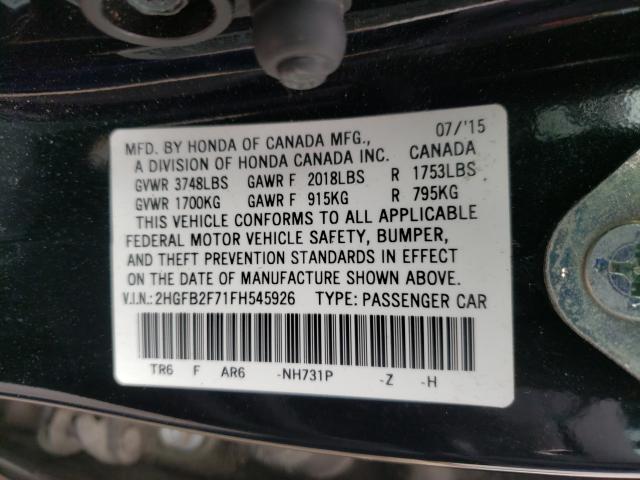 MFD. BY HONDA OF CANADA MFG., 07/'15
A DIVISION OF HONDA CANADA INC. CANADA
GVWR 3748LBS GAWR F 2018LBS R 1753LBS
GVWR 1700KG GAWR F 915KG R 795KG
THIS VEHICLE CONFORMS TO ALL APPLICABLE
FEDERAL MOTOR VEHICLE SAFETY, BUMPER,
AND THEFT PREVENTION STANDARDS IN EFFECT
ON THE DATE OF MANUFACTURE SHOWN ABOVE.
V.I.N.: 2HGFB2F71FH545926 TYPE: PASSENGER CAR
TR6 F AR6 -NH731P -Z -H